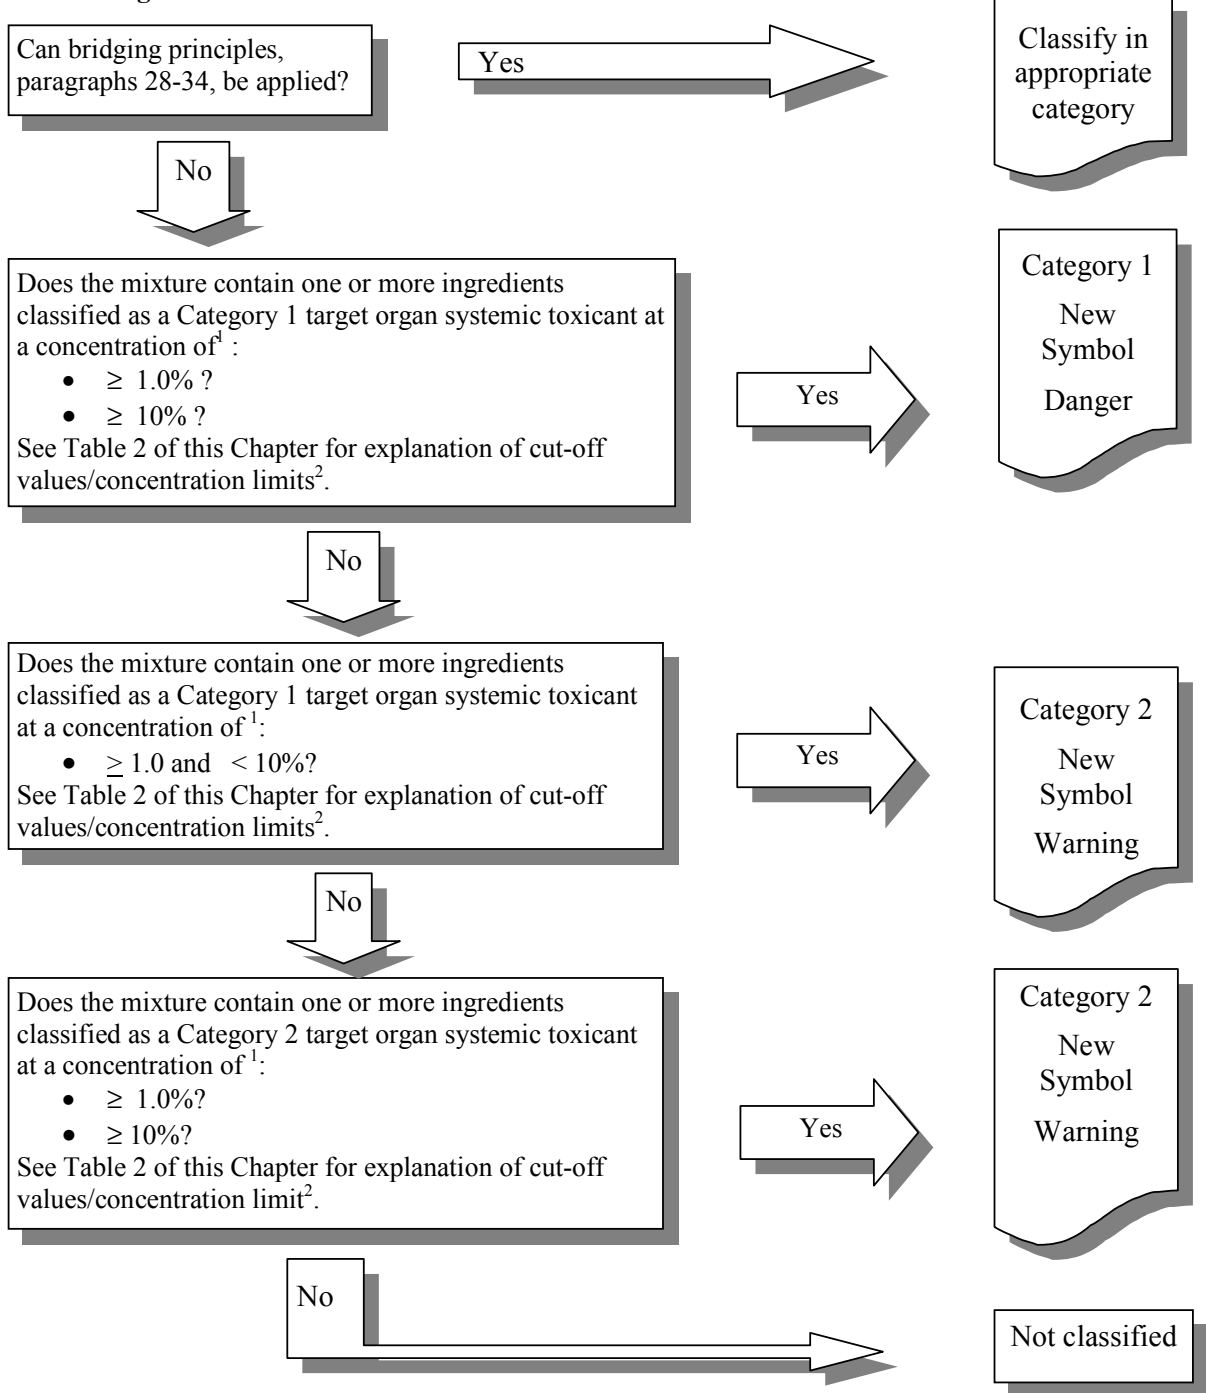 Can bridging principles,
paragraphs 28-34, be applied?
Yes
Classify in
appropriate
category
No
Does the mixture contain one or more ingredients
classified as a Category 1 target organ systemic toxicant at
a concentration of¹ :
• ≥ 1.0% ?
• ≥ 10% ?
See Table 2 of this Chapter for explanation of cut-off
values/concentration limits².
Yes
Category 1
New
Symbol
Danger
No
Does the mixture contain one or more ingredients
classified as a Category 1 target organ systemic toxicant
at a concentration of ¹:
• ≥ 1.0 and < 10%?
See Table 2 of this Chapter for explanation of cut-off
values/concentration limits².
Yes
Category 2
New
Symbol
Warning
No
Does the mixture contain one or more ingredients
classified as a Category 2 target organ systemic toxicant
at a concentration of ¹:
• ≥ 1.0%?
• ≥ 10%?
See Table 2 of this Chapter for explanation of cut-off
values/concentration limit².
Yes
Category 2
New
Symbol
Warning
No
Not classified